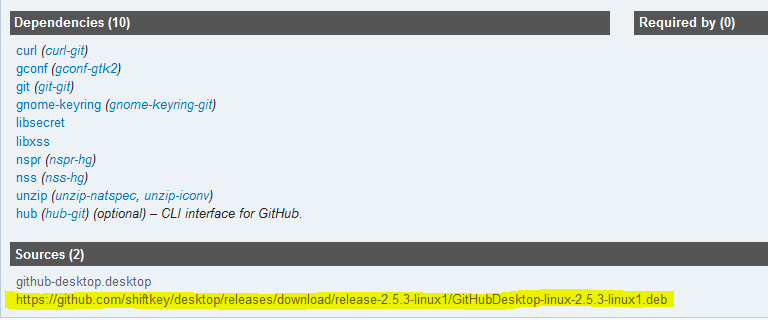 Dependencies (10)
Required by (0)
curl (curl-git)
gconf (gconf-gtk2)
git (git-git)
gnome-keyring (gnome-keyring-git)
libsecret
libxss
nspr (nspr-hg)
nss (nss-hg)
unzip (unzip-natspec, unzip-iconv)
hub (hub-git) (optional) – CLI interface for GitHub.
Sources (2)
github-desktop.desktop
https://github.com/shiftkey/desktop/releases/download/release-2.5.3-linux1/GitHubDesktop-linux-2.5.3-linux1.deb